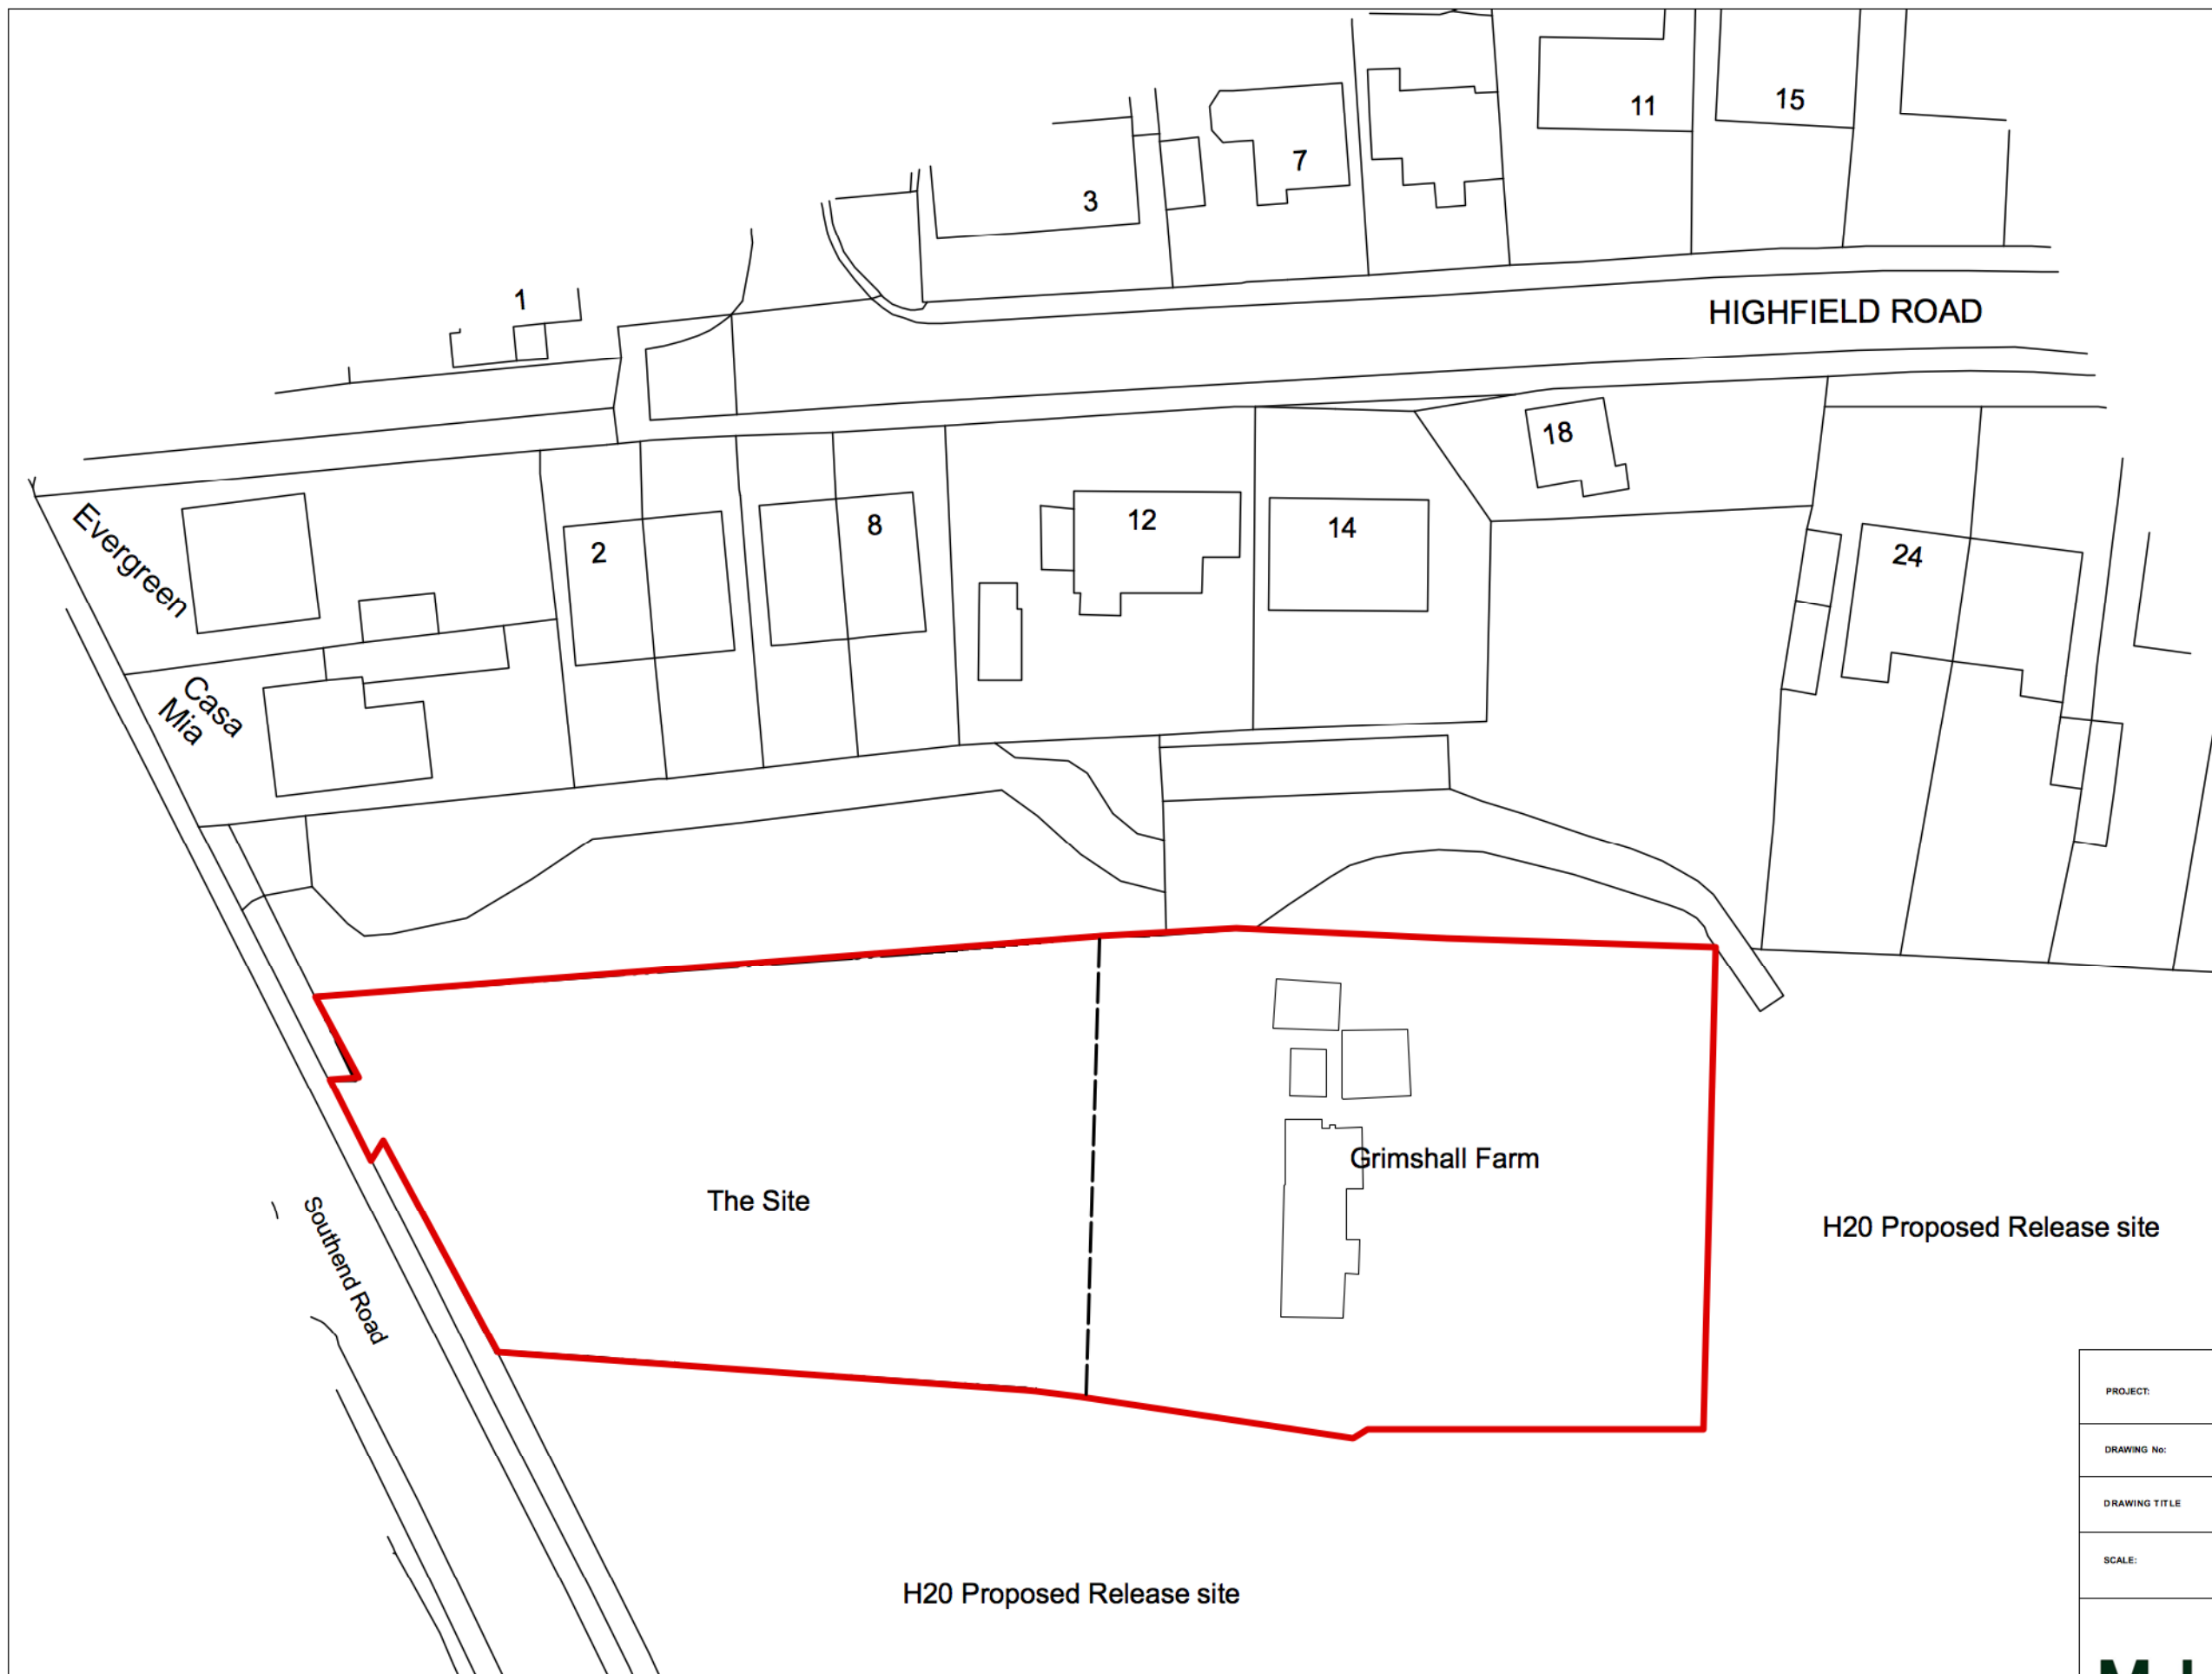 11
15
7
3
1
HIGHFIELD ROAD
18
Evergreen
2
8
12
14
24
Casa
Mia
Grimshall Farm
The Site
Southend Road
H20 Proposed Release site
PROJECT:
DRAWING No:
DRAWING TITLE
SCALE:
H20 Proposed Release site